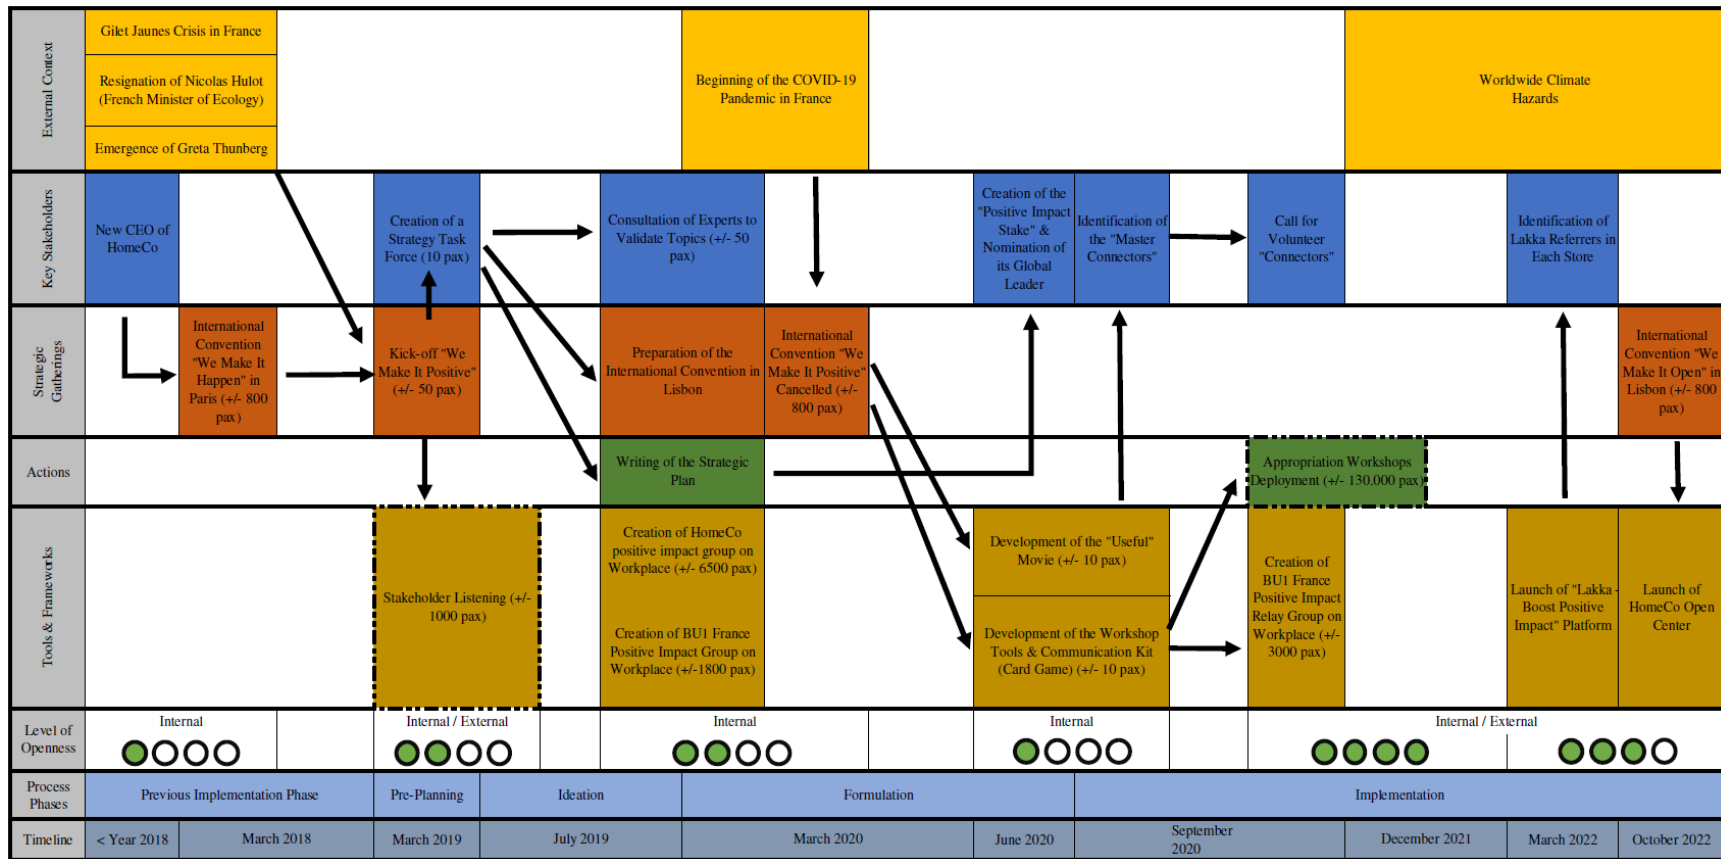 External Context
Gilet Jaunes Crisis in France
Resignation of Nicolas Hulot
(French Minister of Ecology)
Emergence of Greta Thunberg
Beginning of the COVID-19
Pandemic in France
Worldwide Climate
Hazards
Key Stakeholders
New CEO of
HomeCo
Creation of a
Strategy Task
Force (10 pax)
Consultation of Experts to
Validate Topics (+/- 50
pax)
Creation of the
"Positive Impact
Stake" &
Nomination of
its Global
Leader
Identification of
the "Master
Connectors"
Call for
Volunteer
"Connectors"
Identification of
Lakka Referrers in
Each Store
Strategic
Gatherings
International
Convention
"We Make It
Happen" in
Paris (+/- 800
pax)
Kick-off "We
Make It Positive"
(+/- 50 pax)
Preparation of the
International Convention in
Lisbon
International
Convention "We
Make It Positive"
Cancelled (+/-
800 pax)
International
Convention "We
Make It Open" in
Lisbon (+/- 800
pax)
Actions
Writing of the Strategic
Plan
Appropriation Workshops
Deployment (+/- 130,000 pax)
Tools & Frameworks
Stakeholder Listening (+/-
1000 pax)
Creation of HomeCo
positive impact group on
Workplace (+/- 6500 pax)
Creation of BU1 France
Positive Impact Group on
Workplace (+/-1800 pax)
Development of the "Useful"
Movie (+/- 10 pax)
Development of the Workshop
Tools & Communication Kit
(Card Game) (+/- 10 pax)
Creation of
BU1 France
Positive Impact
Relay Group on
Workplace (+/-
3000 pax)
Launch of "Lakka -
Boost Positive
Impact" Platform
Launch of
HomeCo Open
Center
Level of
Openness
Internal
Internal / External
Internal
Internal
Internal / External
Process
Phases
Previous Implementation Phase
Pre-Planning
Ideation
Formulation
Implementation
Timeline
< Year 2018
March 2018
March 2019
July 2019
March 2020
June 2020
September
2020
December 2021
March 2022
October 2022